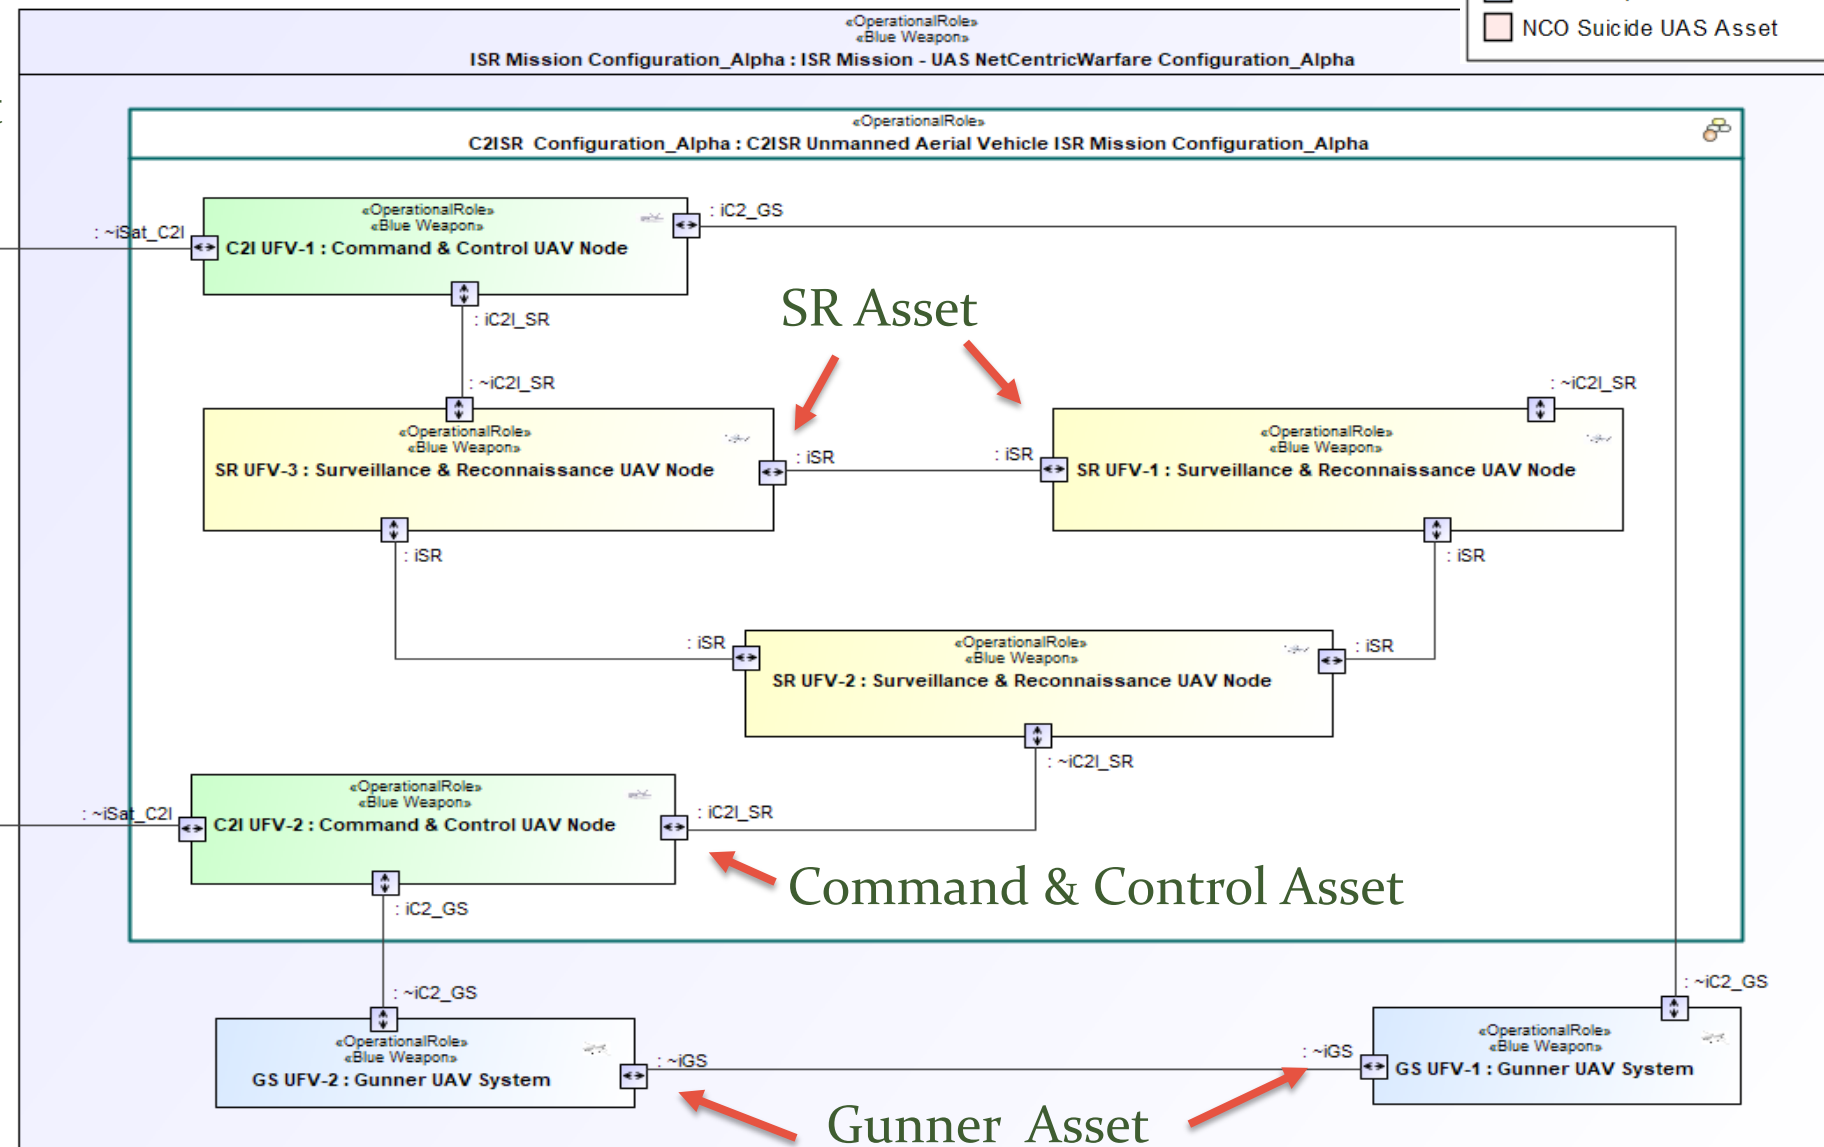 «OperationalRole»
«Blue Weapon»
ISR Mission Configuration_Alpha : ISR Mission - UAS NetCentricWarfare Configuration_Alpha
NCO Suicide UAS Asset
«OperationalRole»
C2ISR Configuration_Alpha : C2ISR Unmanned Aerial Vehicle ISR Mission Configuration_Alpha
: ~iSat_C2I
«OperationalRole»
«Blue Weapon»
C2I UFV-1 : Command & Control UAV Node
: iC2_GS
: iC2I_SR
SR Asset
: ~iC2I_SR
: ~iC2I_SR
«OperationalRole»
«Blue Weapon»
SR UFV-3 : Surveillance & Reconnaissance UAV Node
: iSR
: iSR
«OperationalRole»
«Blue Weapon»
SR UFV-1 : Surveillance & Reconnaissance UAV Node
: iSR
: iSR
: iSR
«OperationalRole»
«Blue Weapon»
SR UFV-2 : Surveillance & Reconnaissance UAV Node
: iSR
: ~iC2I_SR
: ~iSat_C2I
«OperationalRole»
«Blue Weapon»
C2I UFV-2 : Command & Control UAV Node
: iC2I_SR
Command & Control Asset
: iC2_GS
: ~iC2_GS
: ~iC2_GS
«OperationalRole»
«Blue Weapon»
GS UFV-2 : Gunner UAV System
: ~iGS
: ~iGS
«OperationalRole»
«Blue Weapon»
GS UFV-1 : Gunner UAV System
Gunner Asset